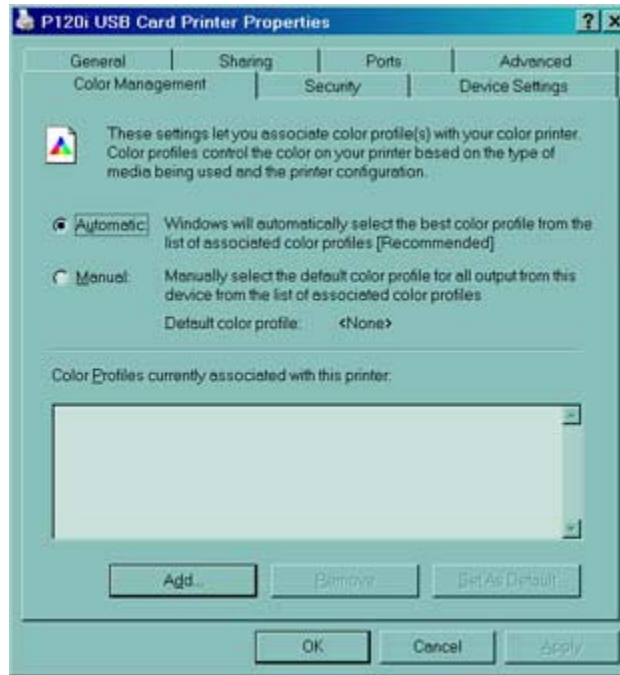 P120i USB Card Printer Properties
General Sharing Ports Advanced
Color Management Security Device Settings
These settings let you associate color profile(s) with your color printer.
Color profiles control the color on your printer based on the type of
media being used and the printer configuration.
Automatic: Windows will automatically select the best color profile from the
list of associated color profiles [Recommended]
Manual: Manually select the default color profile for all output from this
device from the list of associated color profiles
Default color profile: <None>
Color Profiles currently associated with this printer:
Add... Remove Set As Default...
OK Cancel Apply